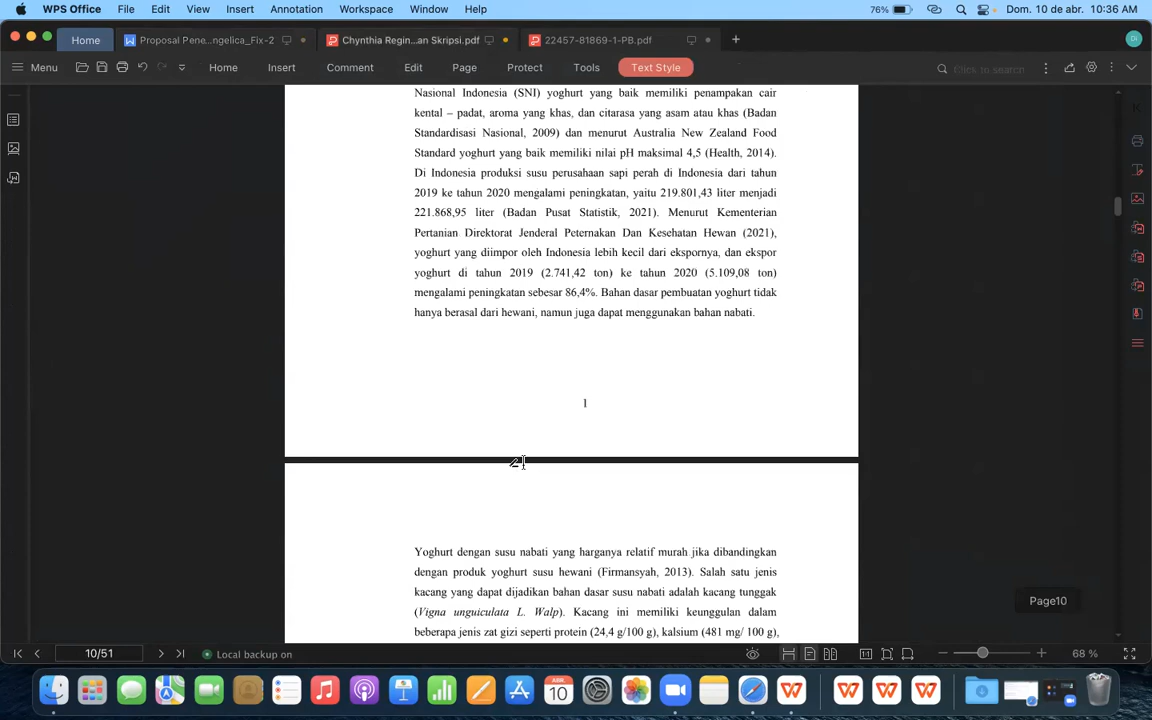 WPS Office File Edit View Insert Annotation Workspace Window Help 76% Dom. 10 de abr. 10:36 AM
Home Proposal Pene...ngelica_Fix-2 Chynthia Regin...an Skripsi.pdf 22457-81869-1-PB.pdf + Di
Menu Home Insert Comment Edit Page Protect Tools Text Style Click to search
Nasional Indonesia (SNI) yoghurt yang baik memiliki penampakan cair
kental – padat, aroma yang khas, dan citarasa yang asam atau khas (Badan
Standardisasi Nasional, 2009) dan menurut Australia New Zealand Food
Standard yoghurt yang baik memiliki nilai pH maksimal 4,5 (Health, 2014).
Di Indonesia produksi susu perusahaan sapi perah di Indonesia dari tahun
2019 ke tahun 2020 mengalami peningkatan, yaitu 219.801,43 liter menjadi
221.868,95 liter (Badan Pusat Statistik, 2021). Menurut Kementerian
Pertanian Direktorat Jenderal Peternakan Dan Kesehatan Hewan (2021),
yoghurt yang diimpor oleh Indonesia lebih kecil dari ekspornya, dan ekspor
yoghurt di tahun 2019 (2.741,42 ton) ke tahun 2020 (5.109,08 ton)
mengalami peningkatan sebesar 86,4%. Bahan dasar pembuatan yoghurt tidak
hanya berasal dari hewani, namun juga dapat menggunakan bahan nabati.
1
Yoghurt dengan susu nabati yang harganya relatif murah jika dibandingkan
dengan produk yoghurt susu hewani (Firmansyah, 2013). Salah satu jenis
kacang yang dapat dijadikan bahan dasar susu nabati adalah kacang tunggak
(Vigna unguiculata L. Walp). Kacang ini memiliki keunggulan dalam
beberapa jenis zat gizi seperti protein (24,4 g/100 g), kalsium (481 mg/ 100 g),
Page10
10/51 Local backup on 1:1 68 %
ABR. 10